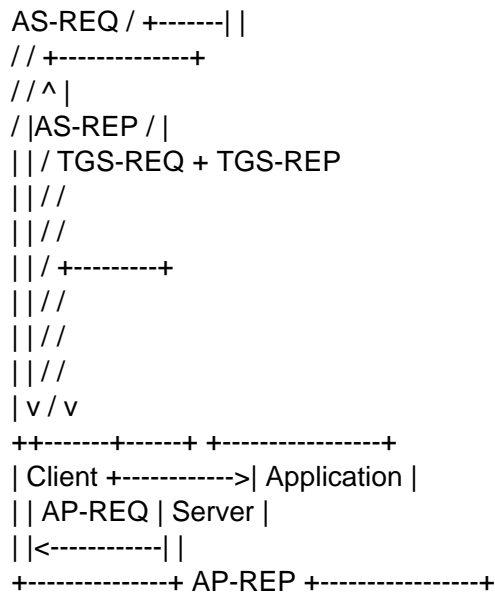 AS-REQ / +-------| |
/ / +--------------+
/ / ^ |
/ |AS-REP / |
| | / TGS-REQ + TGS-REP
| | / /
| | / /
| | / +---------+
| | / /
| | / /
| | / /
| v / v
++-------+------+ +-----------------+
| Client +------------>| Application |
| | AP-REQ | Server |
| |<------------| |
+---------------+ AP-REP +-----------------+